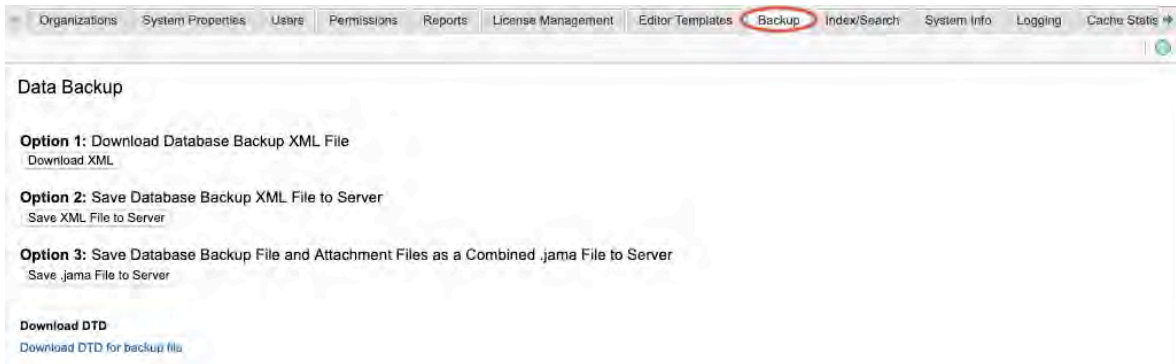 Organizations System Properties Users Permissions Reports License Management Editor Templates Backup Index/Search System Info Logging Cache Statis
Data Backup
Option 1: Download Database Backup XML File
Download XML
Option 2: Save Database Backup XML File to Server
Save XML File to Server
Option 3: Save Database Backup File and Attachment Files as a Combined .jama File to Server
Save .jama File to Server
Download DTD
Download DTD for backup file